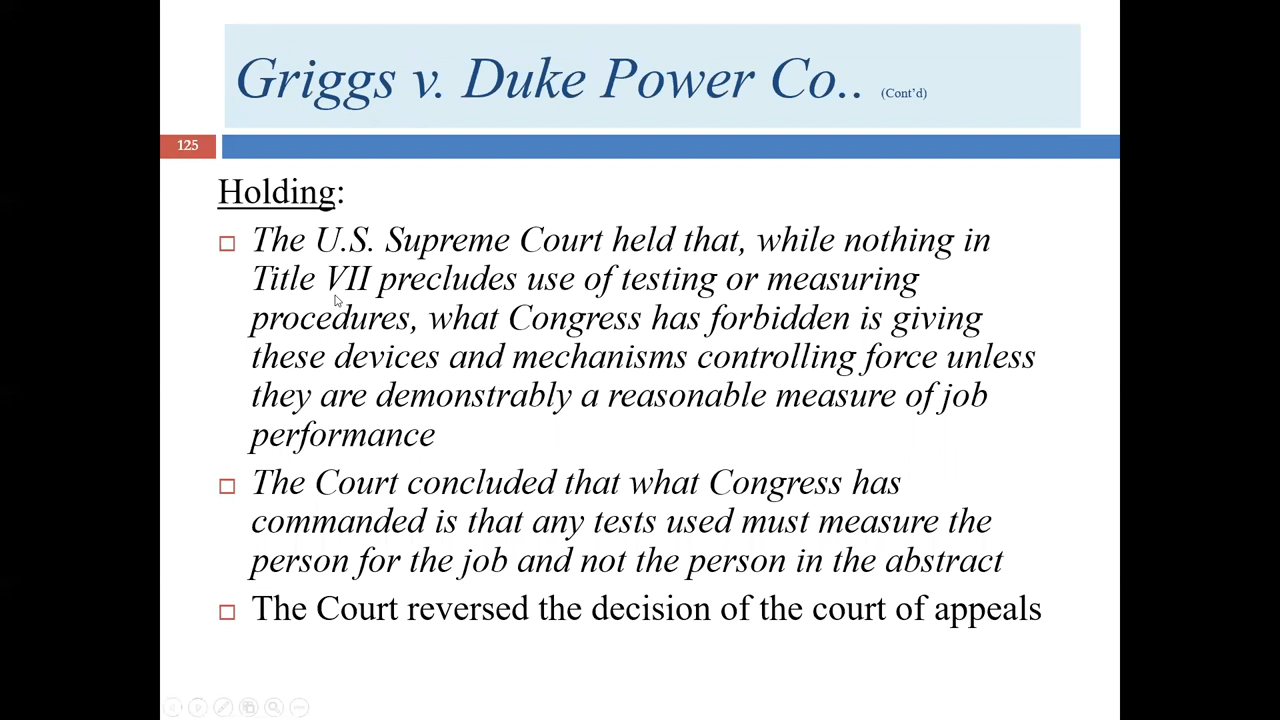 Griggs v. Duke Power Co.. (Cont'd)
125
Holding:
The U.S. Supreme Court held that, while nothing in
Title VII precludes use of testing or measuring
procedures, what Congress has forbidden is giving
these devices and mechanisms controlling force unless
they are demonstrably a reasonable measure of job
performance
The Court concluded that what Congress has
commanded is that any tests used must measure the
person for the job and not the person in the abstract
The Court reversed the decision of the court of appeals